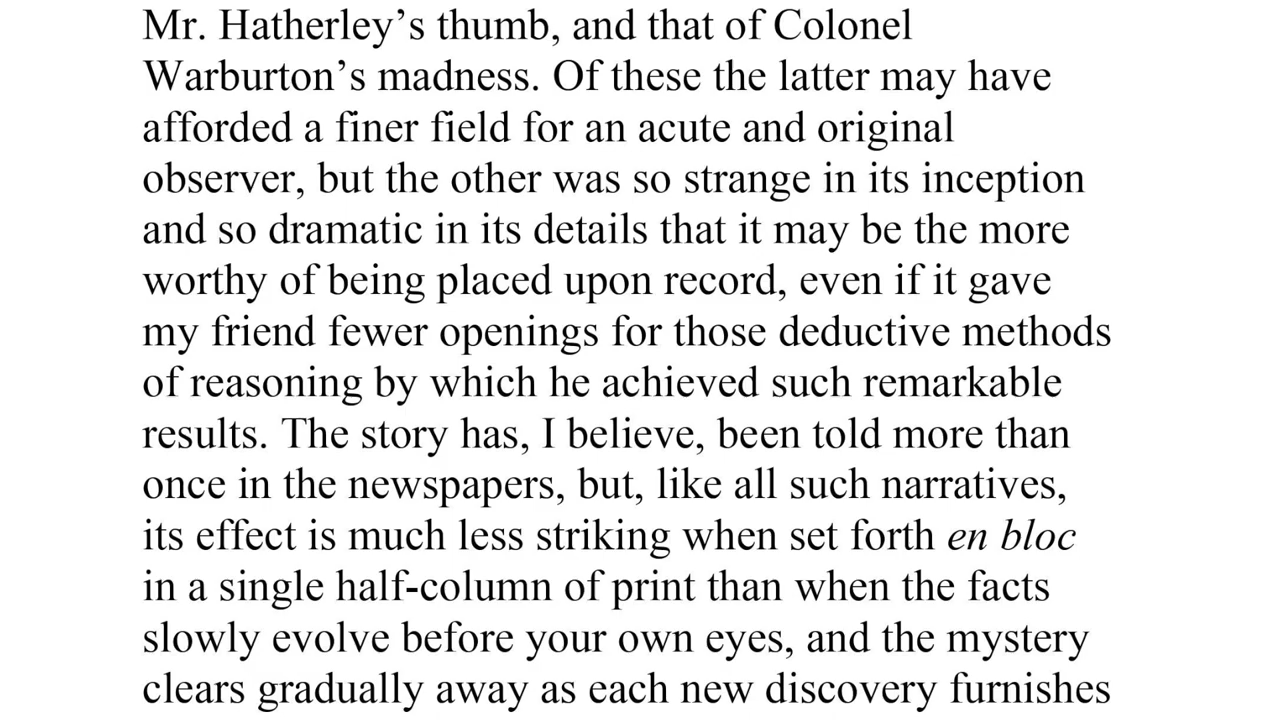 Mr. Hatherley’s thumb, and that of Colonel
Warburton’s madness. Of these the latter may have
afforded a finer field for an acute and original
observer, but the other was so strange in its inception
and so dramatic in its details that it may be the more
worthy of being placed upon record, even if it gave
my friend fewer openings for those deductive methods
of reasoning by which he achieved such remarkable
results. The story has, I believe, been told more than
once in the newspapers, but, like all such narratives,
its effect is much less striking when set forth en bloc
in a single half-column of print than when the facts
slowly evolve before your own eyes, and the mystery
clears gradually away as each new discovery furnishes